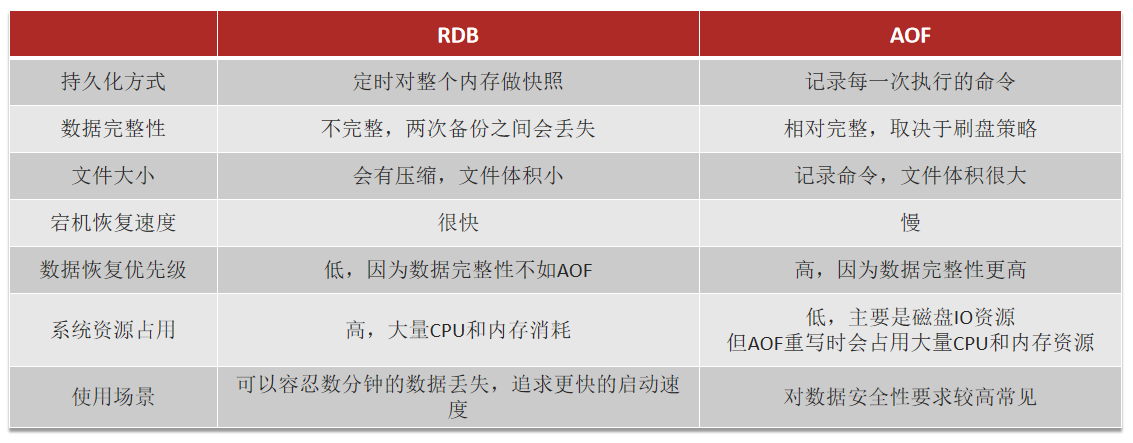 RDB AOF
持久化方式 定时对整个内存做快照 记录每一次执行的命令
数据完整性 不完整，两次备份之间会丢失 相对完整，取决于刷盘策略
文件大小 会有压缩，文件体积小 记录命令，文件体积很大
宕机恢复速度 很快 慢
数据恢复优先级 低，因为数据完整性不如AOF 高，因为数据完整性更高
系统资源占用 高，大量CPU和内存消耗 低，主要是磁盘IO资源
但AOF重写时会占用大量CPU和内存资源
使用场景 可以容忍数分钟的数据丢失，追求更快的启动速
度 对数据安全性要求较高常见